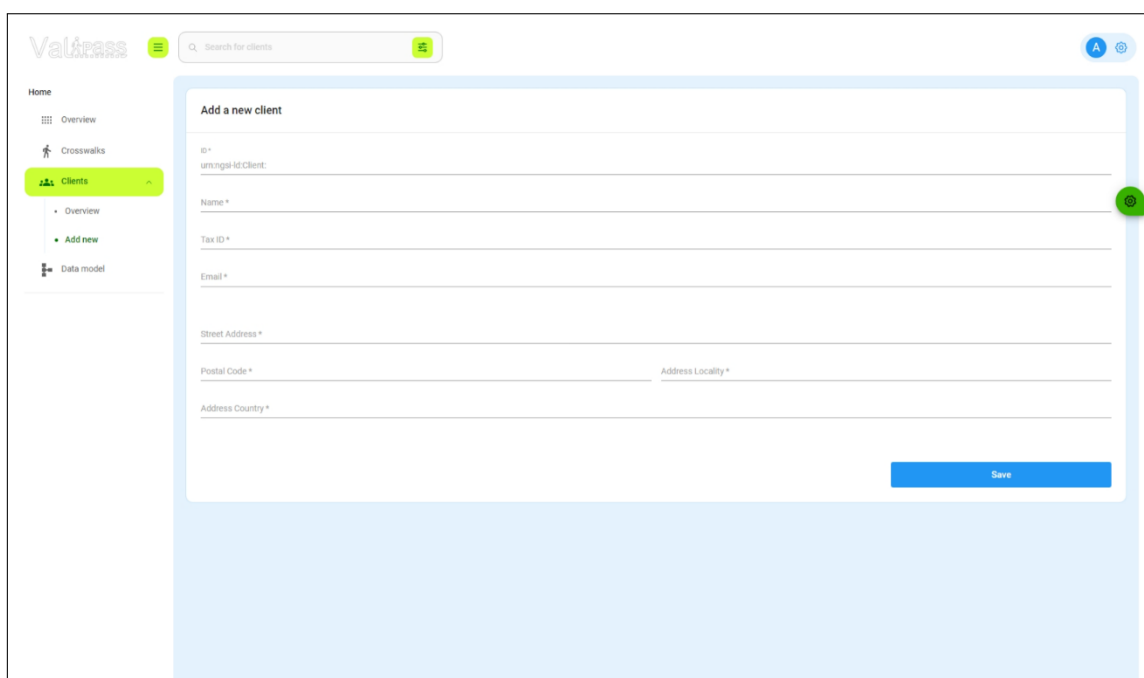 Valipass
Search for clients
A
Home
Overview
Crosswalks
Clients
Overview
Add new
Data model
Add a new client
ID *
urn:ngsi-ld:Client:
Name *
Tax ID *
Email *
Street Address *
Postal Code * Address Locality *
Address Country *
Save